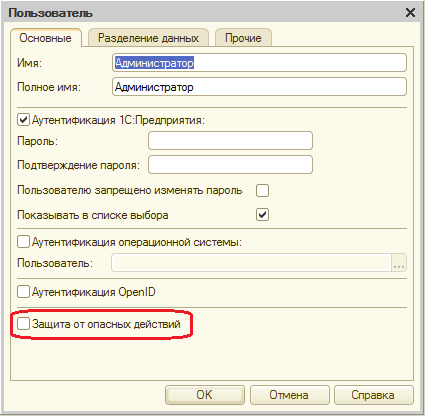 Пользователь
Основные Разделение данных Прочие
Имя: Администратор
Полное имя: Администратор
Аутентификация 1С:Предприятия:
Пароль:
Подтверждение пароля:
Пользователю запрещено изменять пароль
Показывать в списке выбора
Аутентификация операционной системы:
Пользователь: ...
Аутентификация OpenID
Защита от опасных действий
OK Отмена Справка